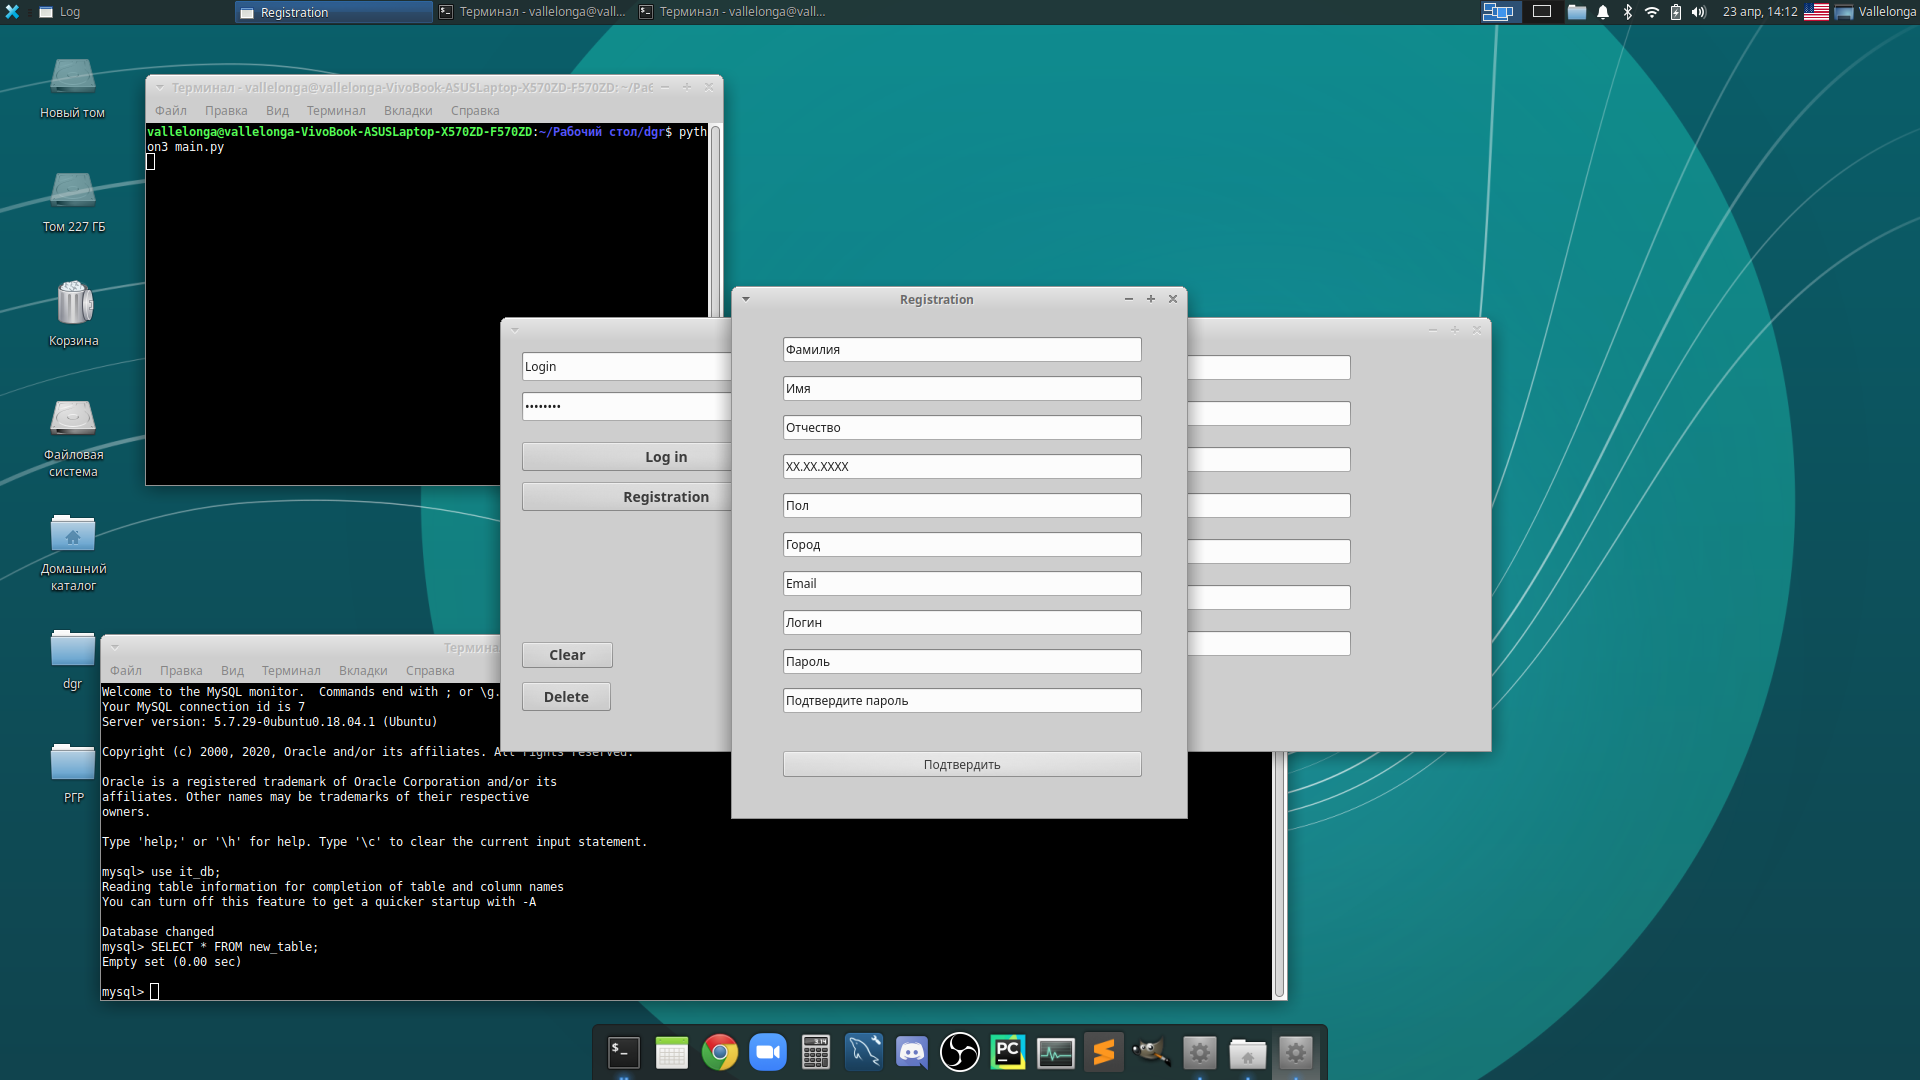 Log
Registration
Терминал - vallelonga@vall...
Терминал - vallelonga@vall...
23 апр, 14:12
Vallelonga
Новый том
Том 227 ГБ
Корзина
Файловая
система
Домашний
каталог
dgr
РГР
Терминал - vallelonga@vallelonga-VivoBook-ASUSLaptop-X570ZD-F570ZD: ~/Раб
Файл Правка Вид Терминал Вкладки Справка
vallelonga@vallelonga-VivoBook-ASUSLaptop-X570ZD-F570ZD:~/Рабочий стол/dgr$ pyth
on3 main.py
Login
••••••••
Log in
Registration
Clear
Delete
Registration
Фамилия
Имя
Отчество
XX.XX.XXXX
Пол
Город
Email
Логин
Пароль
Подтвердите пароль
Подтвердить
Термина
Файл Правка Вид Терминал Вкладки Справка
Welcome to the MySQL monitor.  Commands end with ; or \g.
Your MySQL connection id is 7
Server version: 5.7.29-0ubuntu0.18.04.1 (Ubuntu)
Copyright (c) 2000, 2020, Oracle and/or its affiliates. All rights reserved.
Oracle is a registered trademark of Oracle Corporation and/or its
affiliates. Other names may be trademarks of their respective
owners.
Type 'help;' or '\h' for help. Type '\c' to clear the current input statement.
mysql> use it_db;
Reading table information for completion of table and column names
You can turn off this feature to get a quicker startup with -A
Database changed
mysql> SELECT * FROM new_table;
Empty set (0.00 sec)
mysql>
$_
3.14
PC